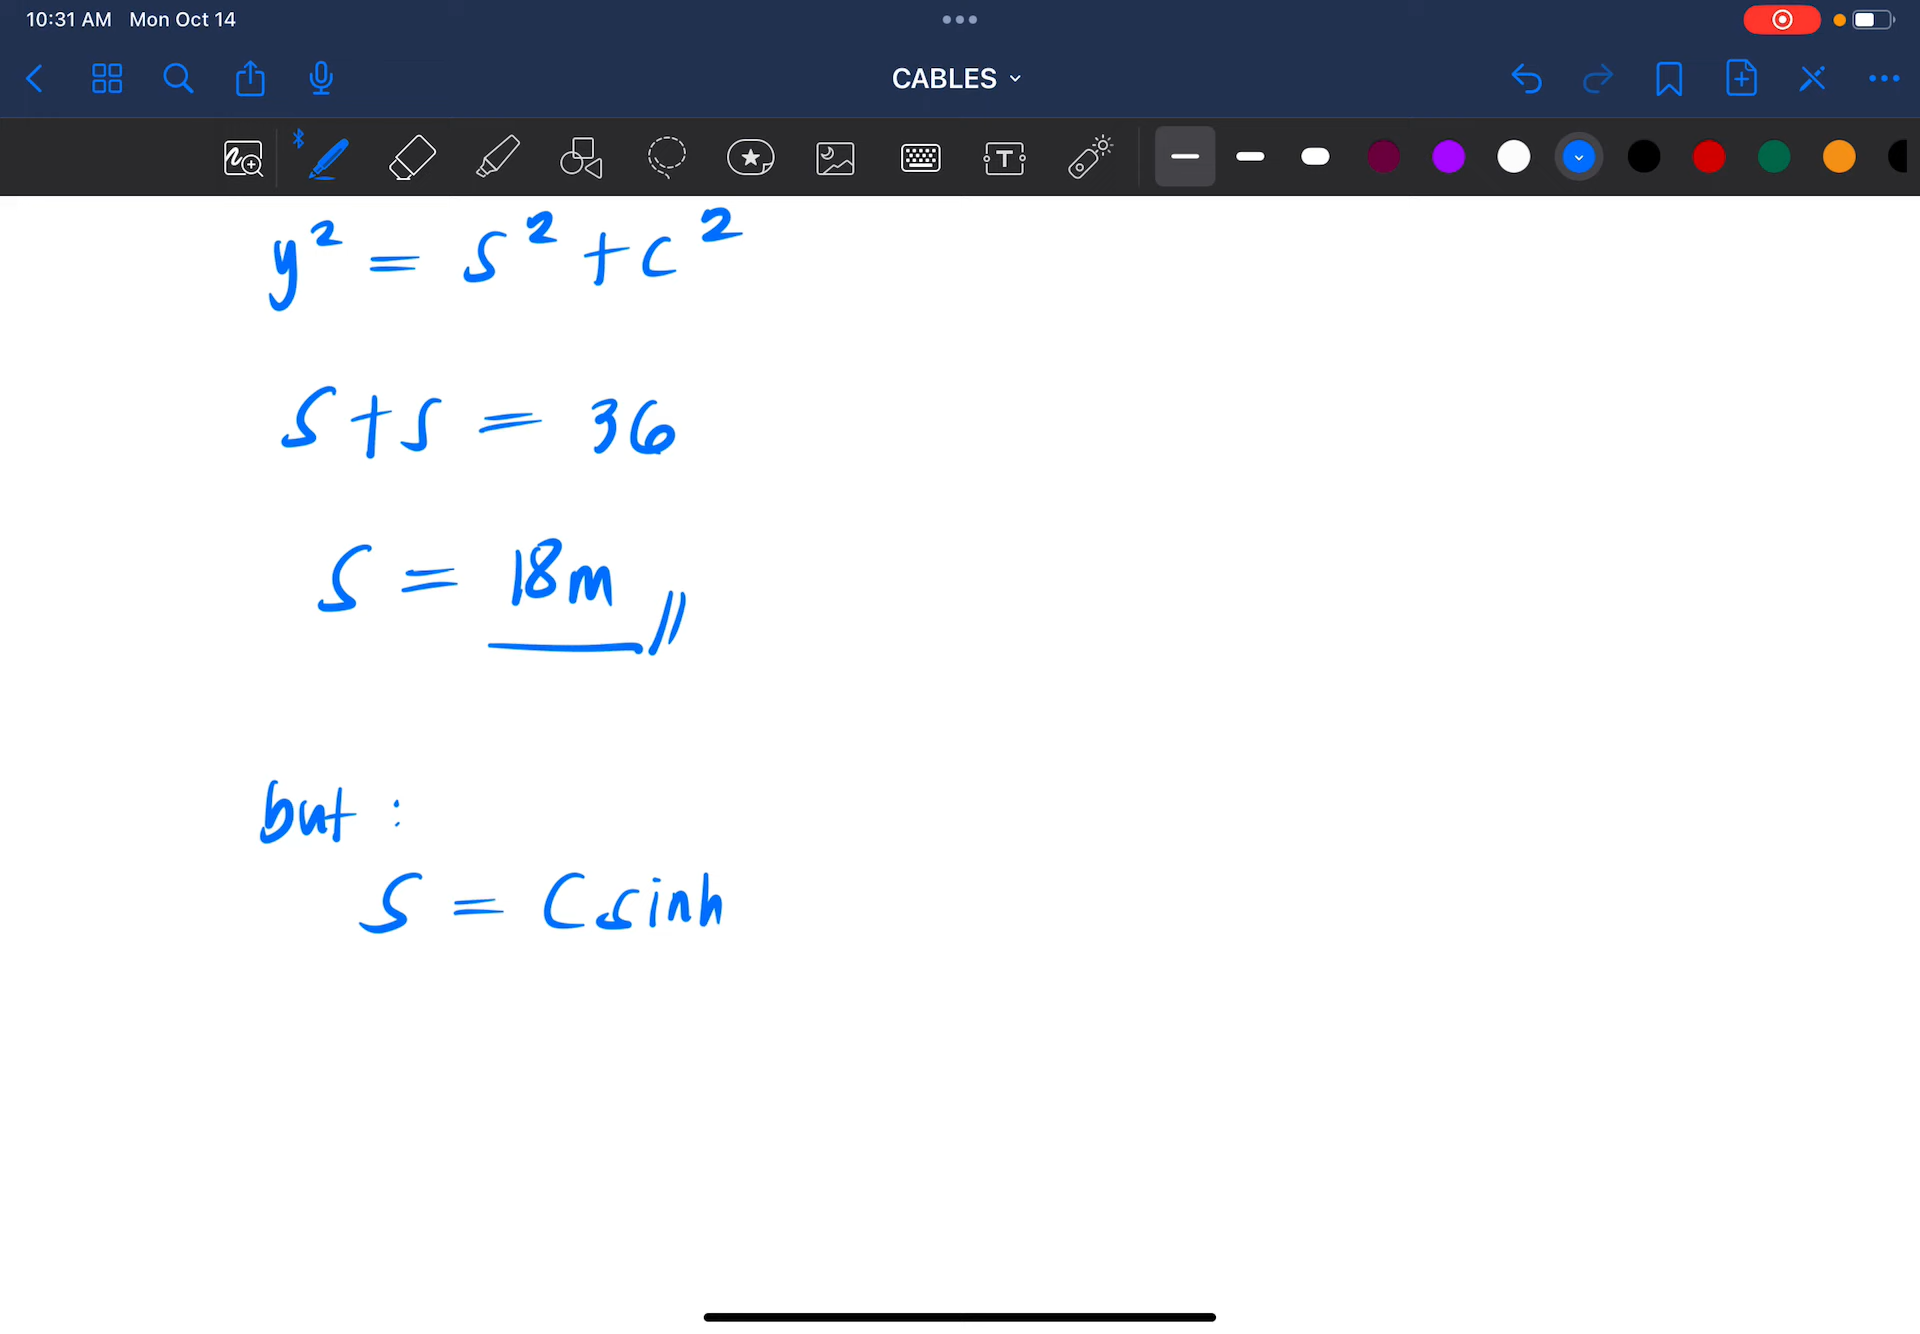 10:31 AM Mon Oct 14
CABLES
T
y² = s² + c²
S + S = 36
S = 18m
but :
S = C sinh